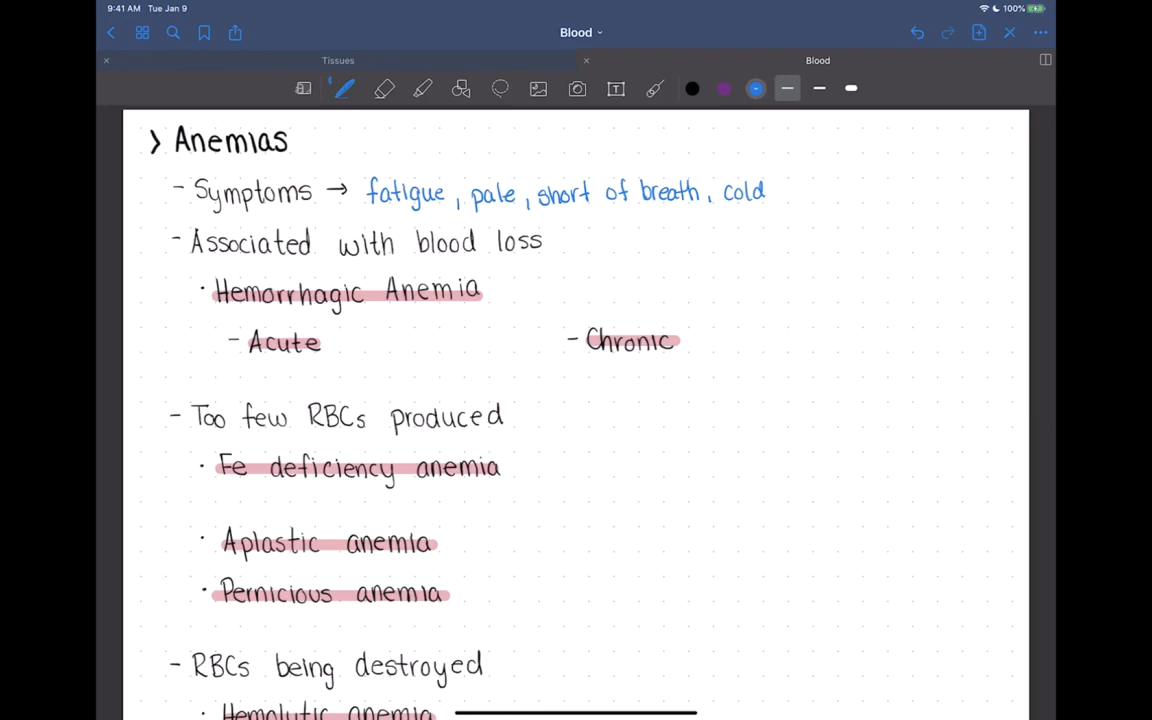 9:41 AM Tue Jan 9 100%
Blood
Tissues Blood
> Anemias
- Symptoms → fatigue, pale, short of breath, cold
- Associated with blood loss
· Hemorrhagic Anemia
- Acute - Chronic
- Too few RBCs produced
· Fe deficiency anemia
· Aplastic anemia
· Pernicious anemia
- RBCs being destroyed
· Hemolytic anemia